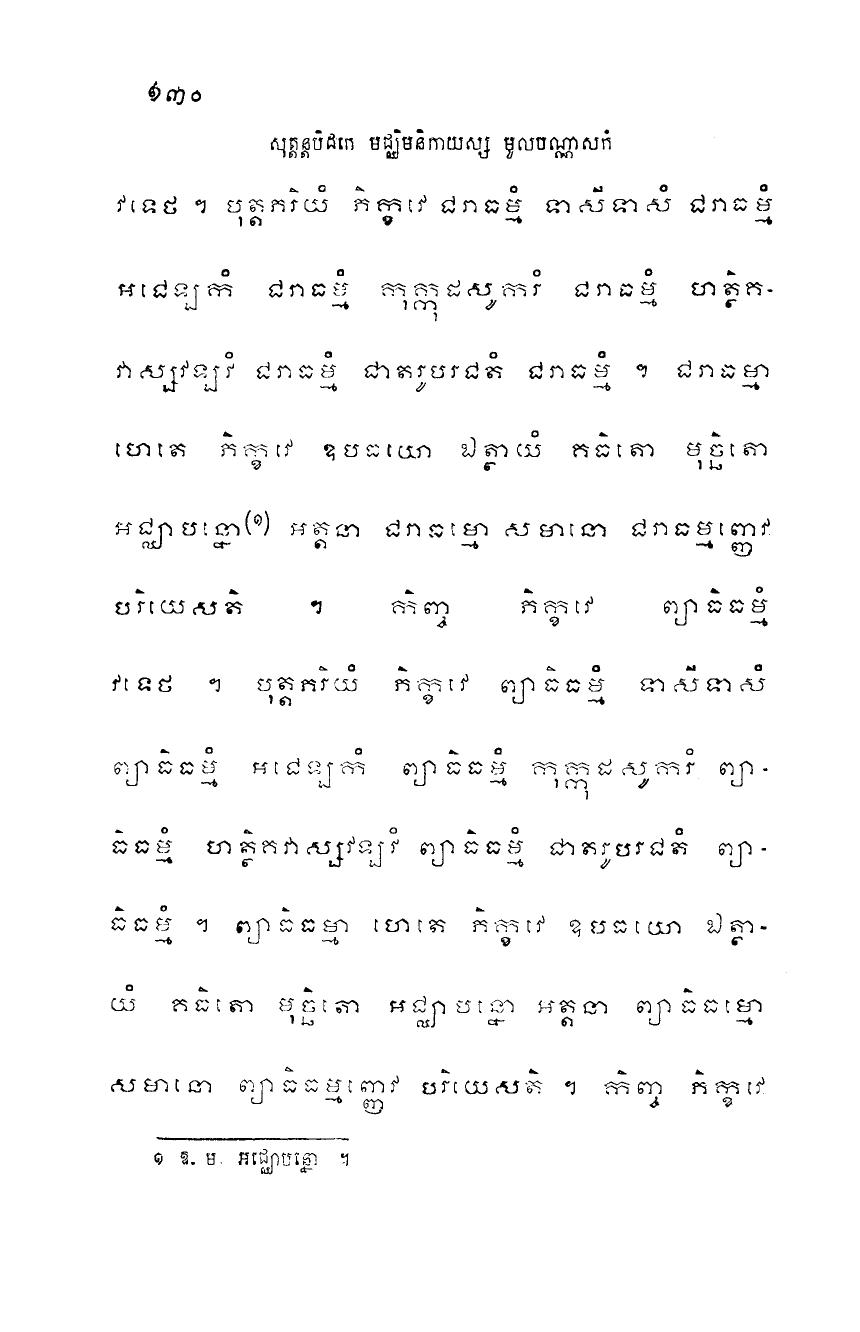 ១៣០
សុត្តន្តបិដកេ មជ្ឈិមនិកាយស្ស មូលបណ្ណាសកំ
វទេថ ។ បុត្តភរិយំ ភិក្ខវេ ជរាធម្មំ ទាសីទាសំ ជរាធម្មំ
អជេឡកំ ជរាធម្មំ កុក្កុដសូករំ ជរាធម្មំ ហត្ថិគ-
វាស្សវឡវំ ជរាធម្មំ ជាតរូបរជតំ ជរាធម្មំ ។ ជរាធម្មា
ហេតេ ភិក្ខវេ ឧបធយោ ឯត្ថាយំ គធិតោ មុច្ឆិតោ
អជ្ឈាបន្នោ(១) អត្តនា ជរាធម្មោ សមានោ ជរាធម្មញ្ញេវ
បរិយេសតិ ។ កិញ្ច ភិក្ខវេ ព្យាធិធម្មំ
វទេថ ។ បុត្តភរិយំ ភិក្ខវេ ព្យាធិធម្មំ ទាសីទាសំ
ព្យាធិធម្មំ អជេឡកំ ព្យាធិធម្មំ កុក្កុដសូករំ ព្យា-
ធិធម្មំ ហត្ថិគវាស្សវឡវំ ព្យាធិធម្មំ ជាតរូបរជតំ ព្យា-
ធិធម្មំ ។ ព្យាធិធម្មា ហេតេ ភិក្ខវេ ឧបធយោ ឯត្ថា-
យំ គធិតោ មុច្ឆិតោ អជ្ឈាបន្នោ អត្តនា ព្យាធិធម្មោ
សមានោ ព្យាធិធម្មញ្ញេវ បរិយេសតិ ។ កិញ្ច ភិក្ខវេ
១ ឱ. ម. អជ្ឈោបន្នោ ។